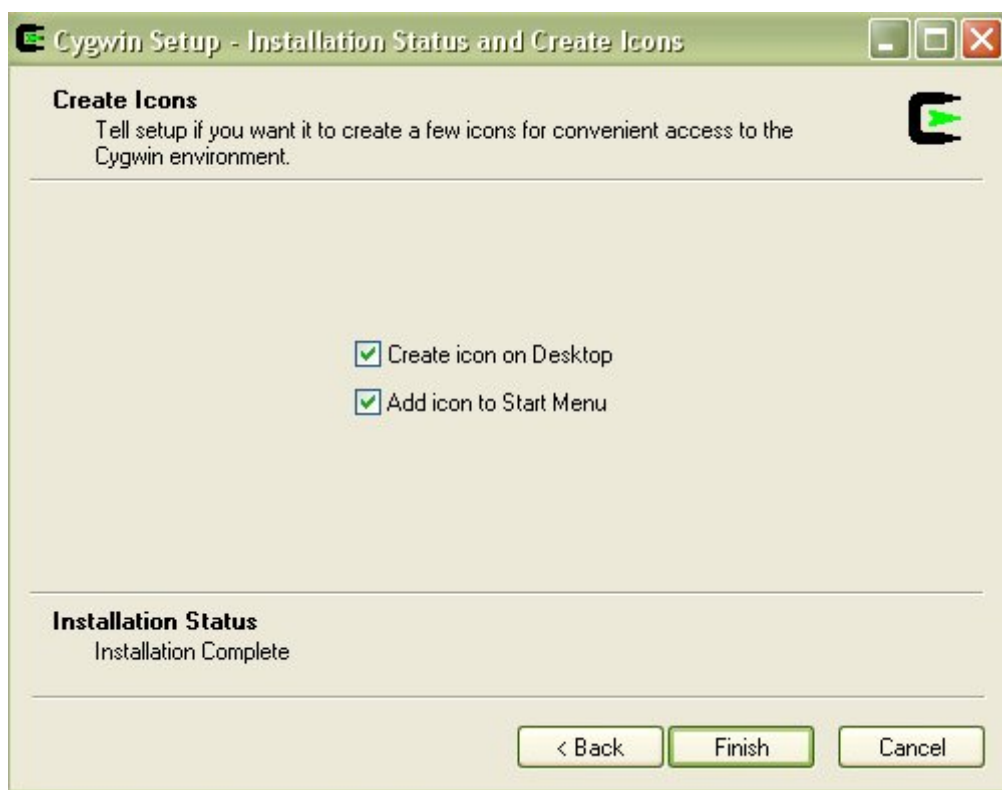 Cygwin Setup - Installation Status and Create Icons
Create Icons
Tell setup if you want it to create a few icons for convenient access to the
Cygwin environment.
Create icon on Desktop
Add icon to Start Menu
Installation Status
Installation Complete
< Back Finish Cancel